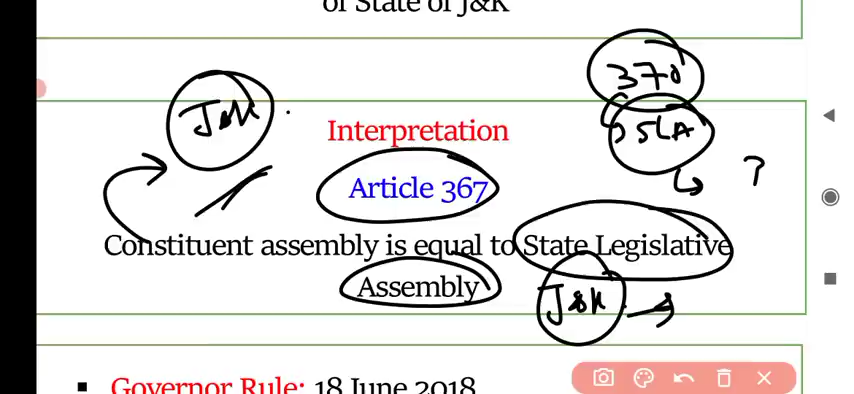 of State of J&K
370
J&K
SLA
Interpretation
Article 367
?
Constituent assembly is equal to State Legislative
Assembly
J&K
▪ Governor Rule: 18 June 2018